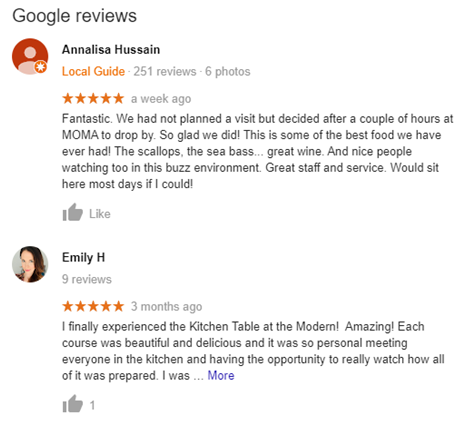 Google reviews
Annalisa Hussain
Local Guide · 251 reviews · 6 photos
a week ago
Fantastic. We had not planned a visit but decided after a couple of hours at
MOMA to drop by. So glad we did! This is some of the best food we have
ever had! The scallops, the sea bass... great wine. And nice people
watching too in this buzz environment. Great staff and service. Would sit
here most days if I could!
Like
Emily H
9 reviews
3 months ago
I finally experienced the Kitchen Table at the Modern!  Amazing! Each
course was beautiful and delicious and it was so personal meeting
everyone in the kitchen and having the opportunity to really watch how all
of it was prepared. I was ... More
1